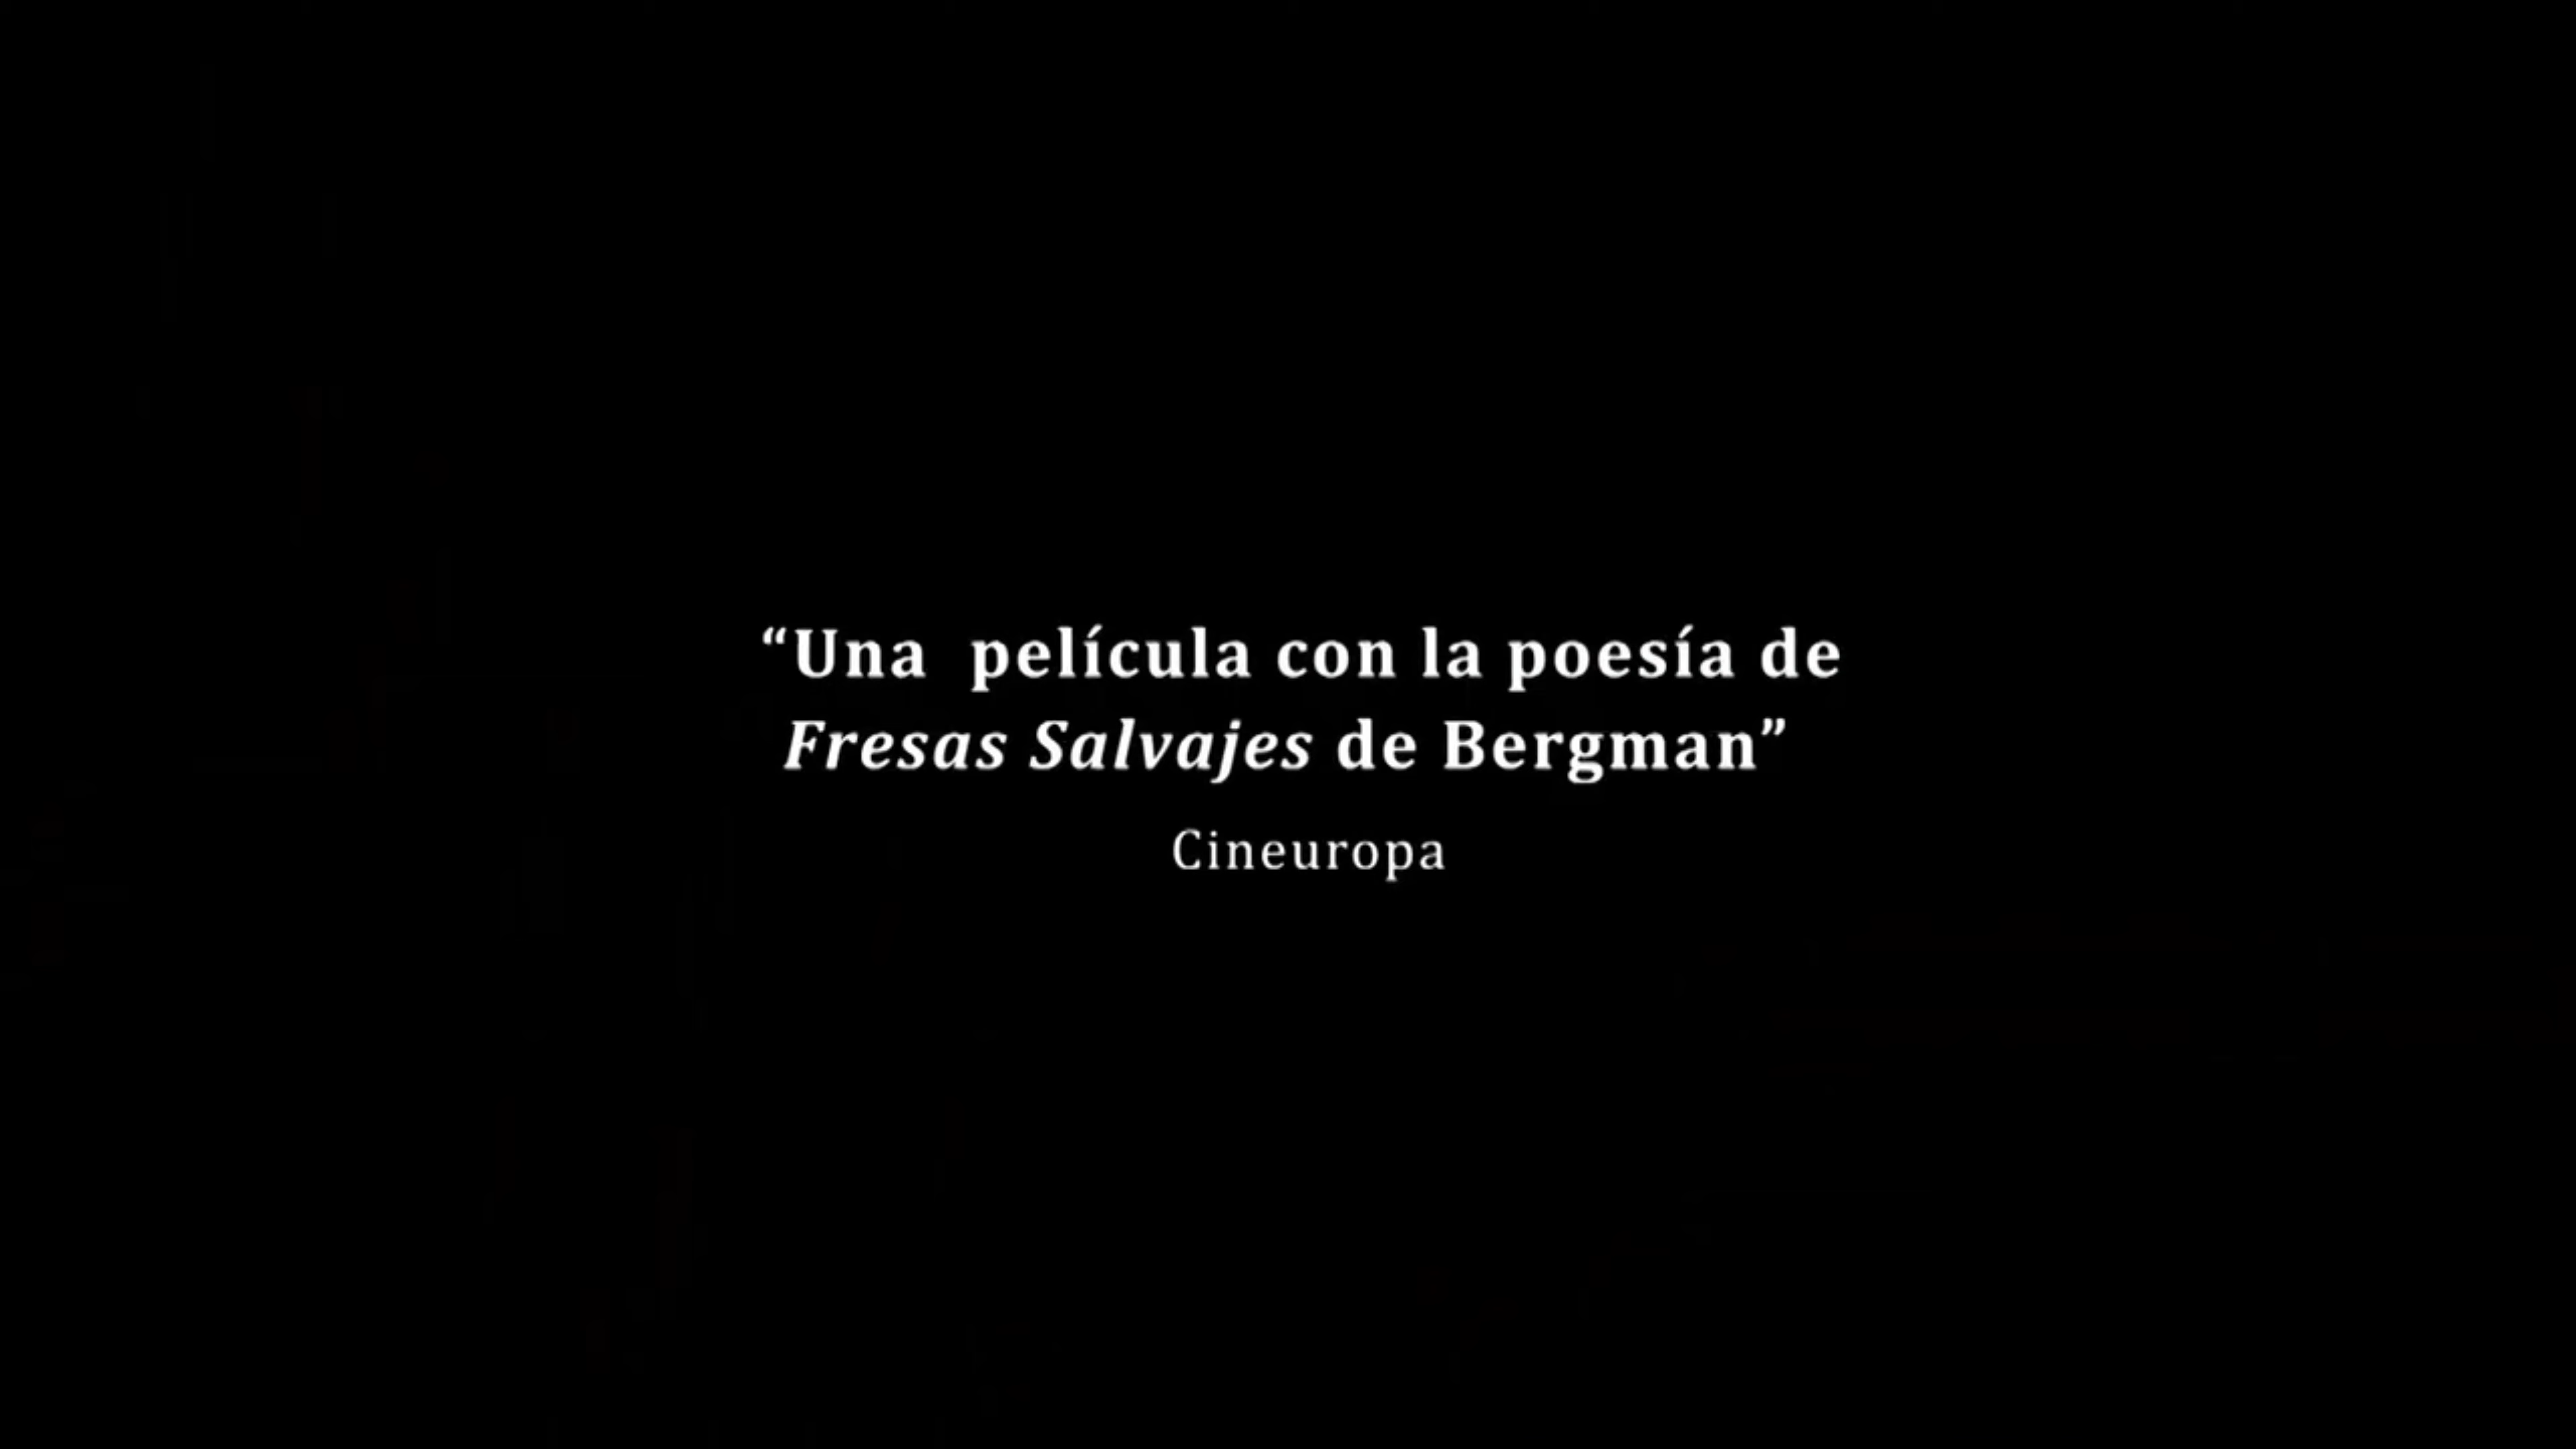 “Una  película con la poesía de
Fresas Salvajes de Bergman”
Cineuropa